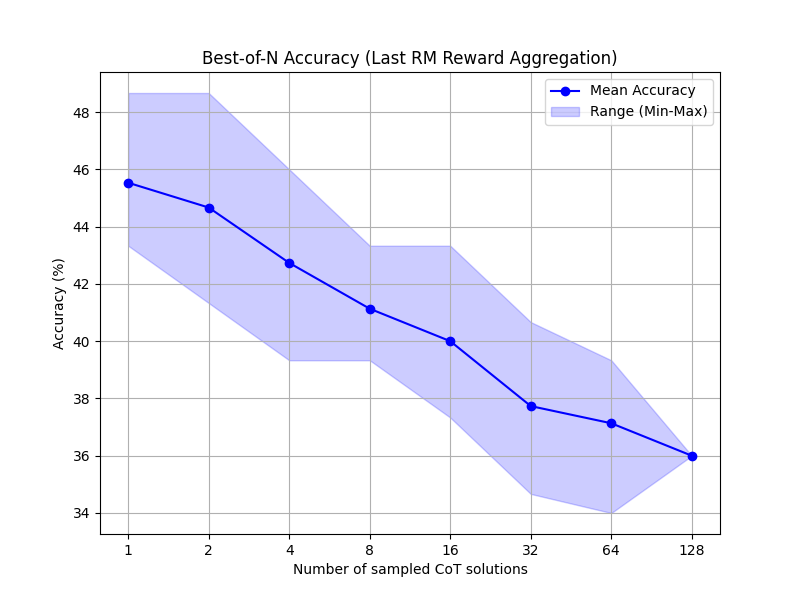 Best-of-N Accuracy (Last RM Reward Aggregation)
Mean Accuracy
Range (Min-Max)
Accuracy (%)
48
46
44
42
40
38
36
34
1 2 4 8 16 32 64 128
Number of sampled CoT solutions